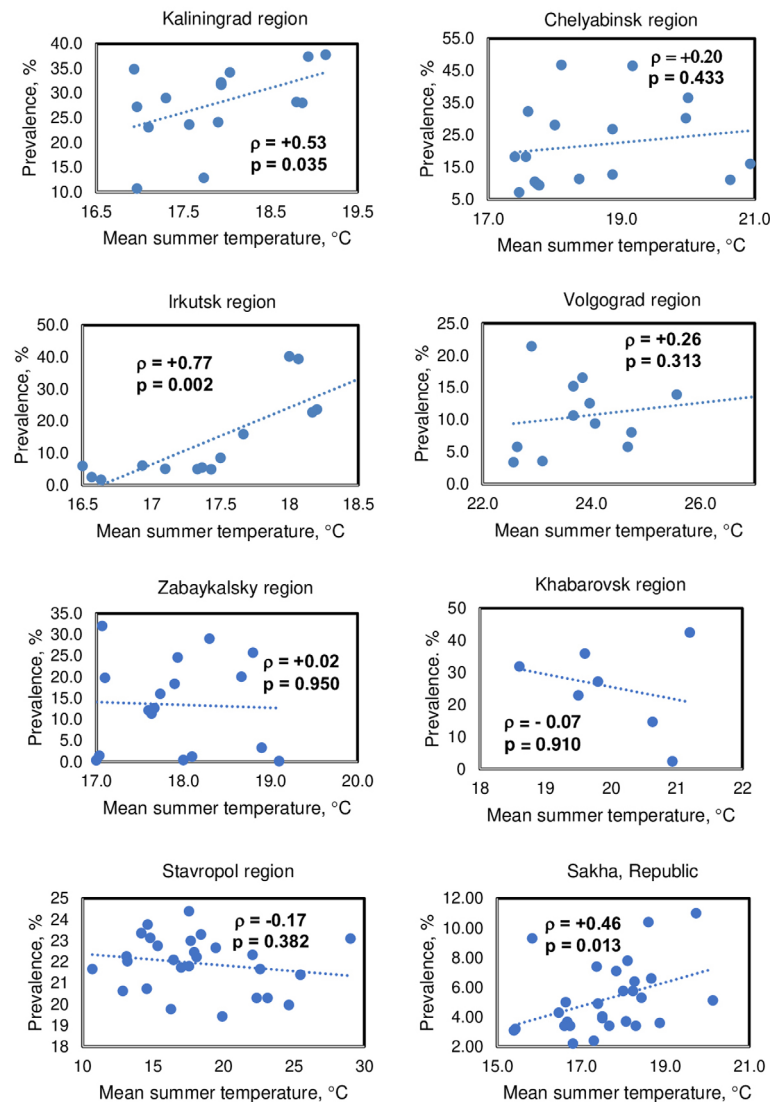 Kaliningrad region
40.0
35.0
30.0
25.0
20.0
15.0
10.0
Prevalence, %
ρ = +0.53
p = 0.035
16.5 17.5 18.5 19.5
Mean summer temperature, °C
Chelyabinsk region
55.0
45.0
35.0
25.0
15.0
5.0
Prevalence, %
ρ = +0.20
p = 0.433
17.0 19.0 21.0
Mean summer temperature, °C
Irkutsk region
50.0
40.0
30.0
20.0
10.0
0.0
Prevalence, %
ρ = +0.77
p = 0.002
16.5 17 17.5 18 18.5
Mean summer temperature, °C
Volgograd region
25.0
20.0
15.0
10.0
5.0
0.0
Prevalence, %
ρ = +0.26
p = 0.313
22.0 24.0 26.0
Mean summer temperature, °C
Zabaykalsky region
35.0
30.0
25.0
20.0
15.0
10.0
5.0
0.0
Prevalence, %
ρ = +0.02
p = 0.950
17.0 18.0 19.0 20.0
Mean summer temperature, °C
Khabarovsk region
50
40
30
20
10
0
Prevalence. %
ρ = - 0.07
p = 0.910
18 19 20 21 22
Mean summer temperature, °C
Stavropol region
25
24
23
22
21
20
19
18
Prevalence, %
ρ = -0.17
p = 0.382
10 15 20 25 30
Mean summer temperature, °C
Sakha, Republic
12.00
10.00
8.00
6.00
4.00
2.00
Prevalence, %
ρ = +0.46
p = 0.013
15.0 17.0 19.0 21.0
Mean summer temperature, °C